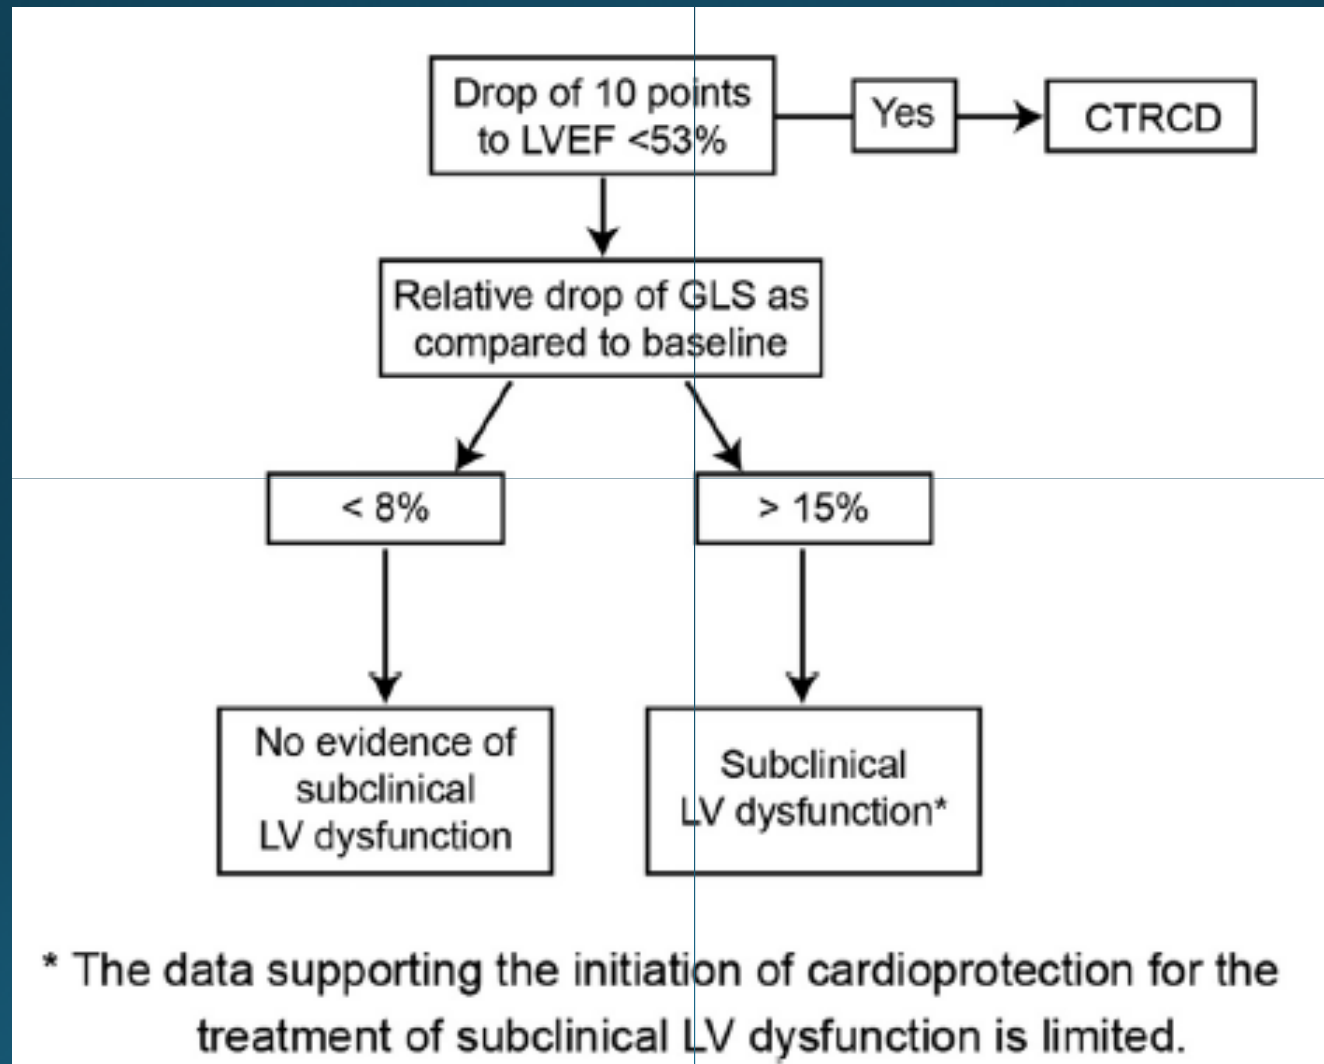 Drop of 10 points
to LVEF <53%
Yes
CTRCD
Relative drop of GLS as
compared to baseline
< 8%
> 15%
No evidence of
subclinical
LV dysfunction
Subclinical
LV dysfunction*
* The data supporting the initiation of cardioprotection for the
treatment of subclinical LV dysfunction is limited.